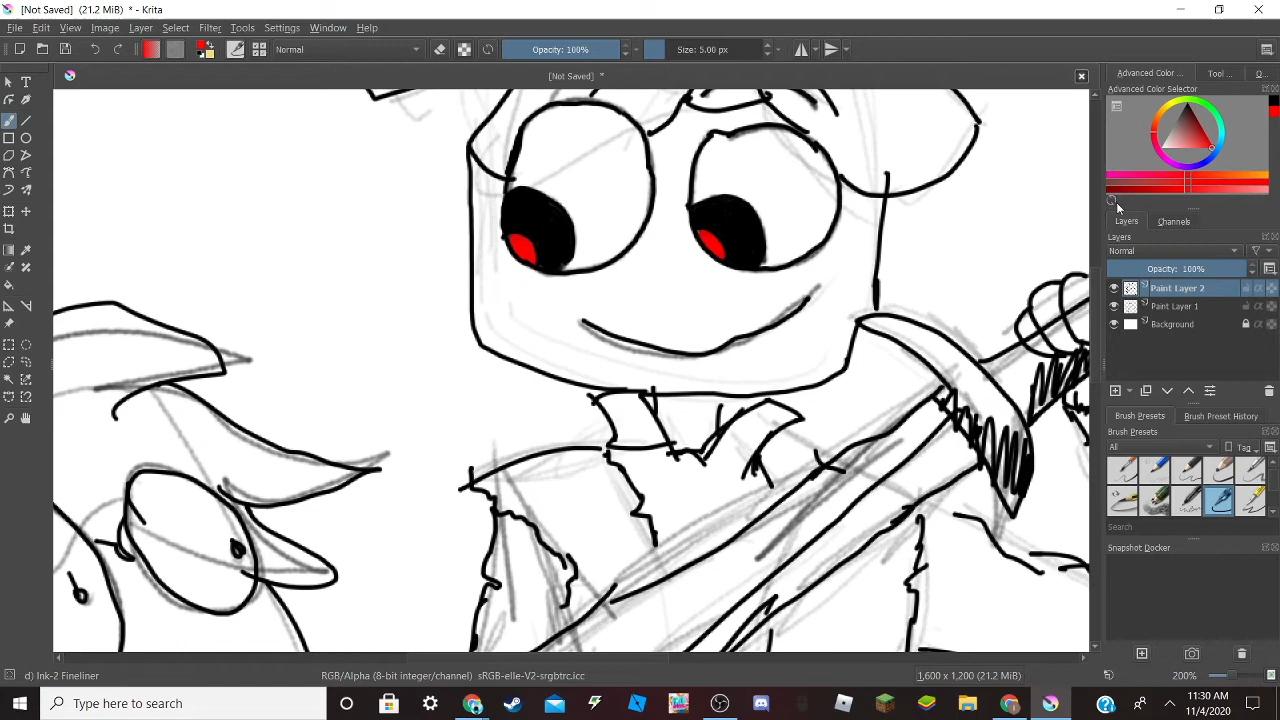 [Not Saved] (21.2 MiB) * - Krita
File Edit View Image Layer Select Filter Tools Settings Window Help
Normal
Opacity: 100%
Size: 5.00 px
[Not Saved] *
Advanced Color ...
Tool ...
O...
Advanced Color Selector
Layers
Channels
Layers
Normal
Opacity: 100%
Paint Layer 2
Paint Layer 1
Background
Brush Presets
Brush Preset History
Brush Presets
All
Tag
Search
Snapshot Docker
d) Ink-2 Fineliner
RGB/Alpha (8-bit integer/channel) sRGB-elle-V2-srgbtrc.icc
1,600 x 1,200 (21.2 MiB)
200%
Type here to search
11:30 AM
11/4/2020